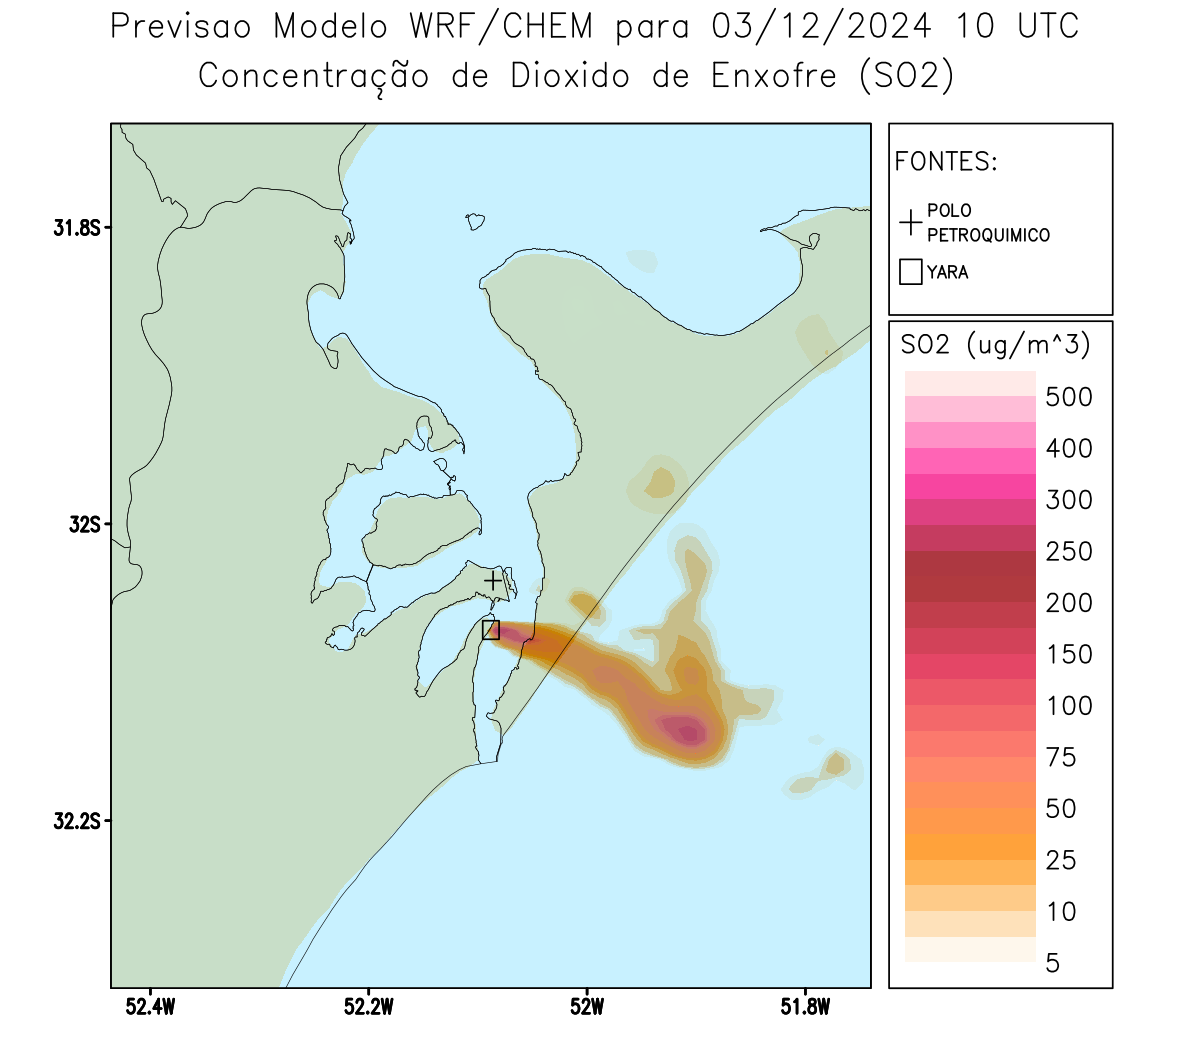 Previsao Modelo WRF/CHEM para 03/12/2024 10 UTC
Concentração de Dioxido de Enxofre (SO2)
FONTES:
POLO
PETROQUIMICO
YARA
31.8S
32S
32.2S
52.4W
52.2W
52W
51.8W
SO2 (ug/m^3)
500
400
300
250
200
150
100
75
50
25
10
5